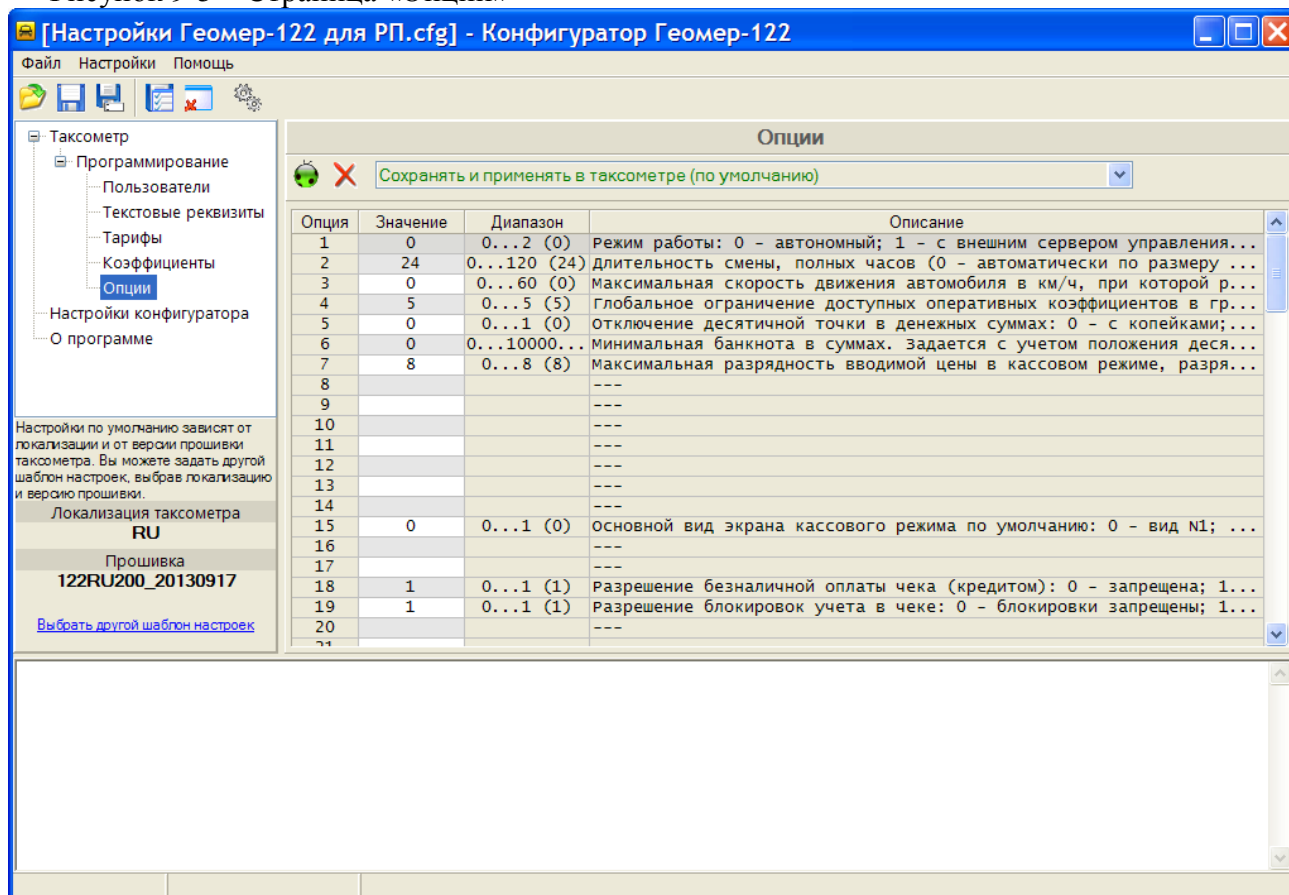 Рисунок 9-3 – Страница «Опции»
[Настройки Геомер-122 для РП.cfg] - Конфигуратор Геомер-122
Файл Настройки Помощь
Таксометр
Программирование
Пользователи
Текстовые реквизиты
Тарифы
Коэффициенты
Опции
Настройки конфигуратора
О программе
Настройки по умолчанию зависят от
локализации и от версии прошивки
таксометра. Вы можете задать другой
шаблон настроек, выбрав локализацию
и версию прошивки.
Локализация таксометра
RU
Прошивка
122RU200_20130917
Выбрать другой шаблон настроек
Опции
Сохранять и применять в таксометре (по умолчанию)
Опция Значение Диапазон Описание
1 0 0...2 (0) Режим работы: 0 - автономный; 1 - с внешним сервером управления...
2 24 0...120 (24) Длительность смены, полных часов (0 - автоматически по размеру ...
3 0 0...60 (0) Максимальная скорость движения автомобиля в км/ч, при которой р...
4 5 0...5 (5) Глобальное ограничение доступных оперативных коэффициентов в гр...
5 0 0...1 (0) Отключение десятичной точки в денежных суммах: 0 - с копейками;...
6 0 0...10000... Минимальная банкнота в суммах. Задается с учетом положения деся...
7 8 0...8 (8) Максимальная разрядность вводимой цены в кассовом режиме, разря...
8 ---
9 ---
10 ---
11 ---
12 ---
13 ---
14 ---
15 0 0...1 (0) Основной вид экрана кассового режима по умолчанию: 0 - вид N1; ...
16 ---
17 ---
18 1 0...1 (1) Разрешение безналичной оплаты чека (кредитом): 0 - запрещена; 1...
19 1 0...1 (1) Разрешение блокировок учета в чеке: 0 - блокировки запрещены; 1...
20 ---
21